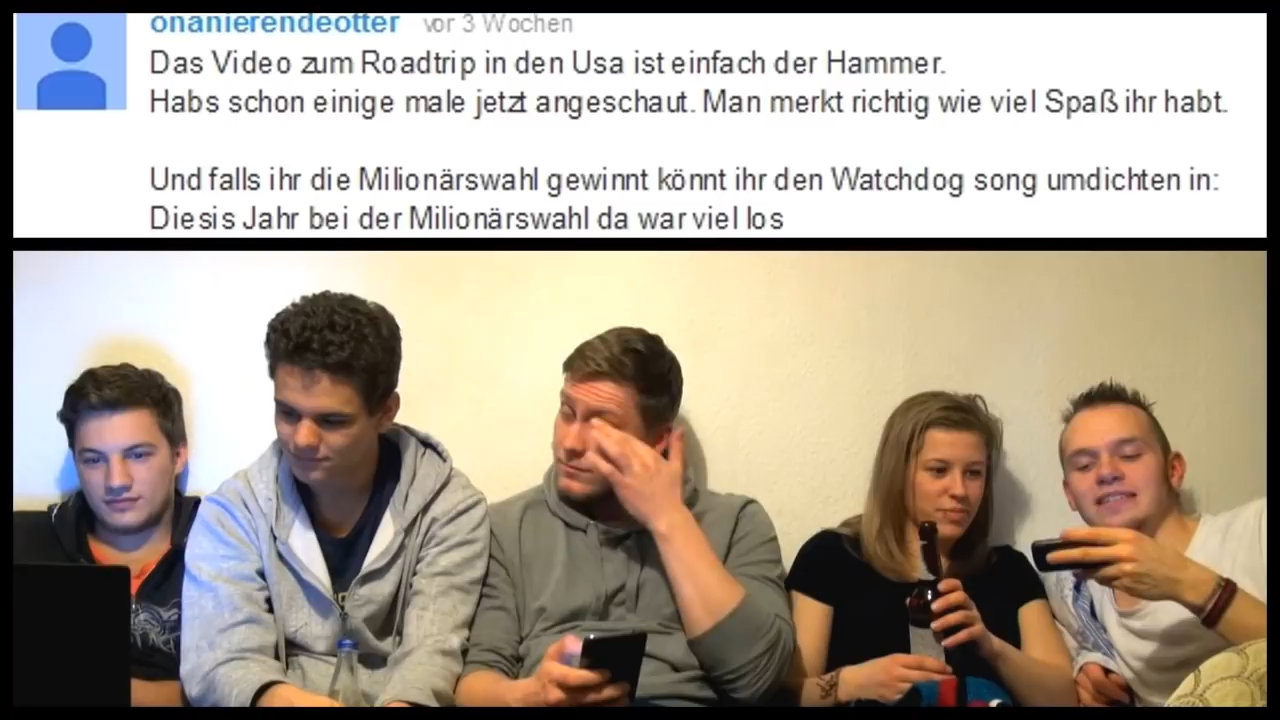 onanierendeotter vor 3 Wochen
Das Video zum Roadtrip in den Usa ist einfach der Hammer.
Habs schon einige male jetzt angeschaut. Man merkt richtig wie viel Spaß ihr habt.
Und falls ihr die Milionärswahl gewinnt könnt ihr den Watchdog song umdichten in:
Diesis Jahr bei der Milionärswahl da war viel los